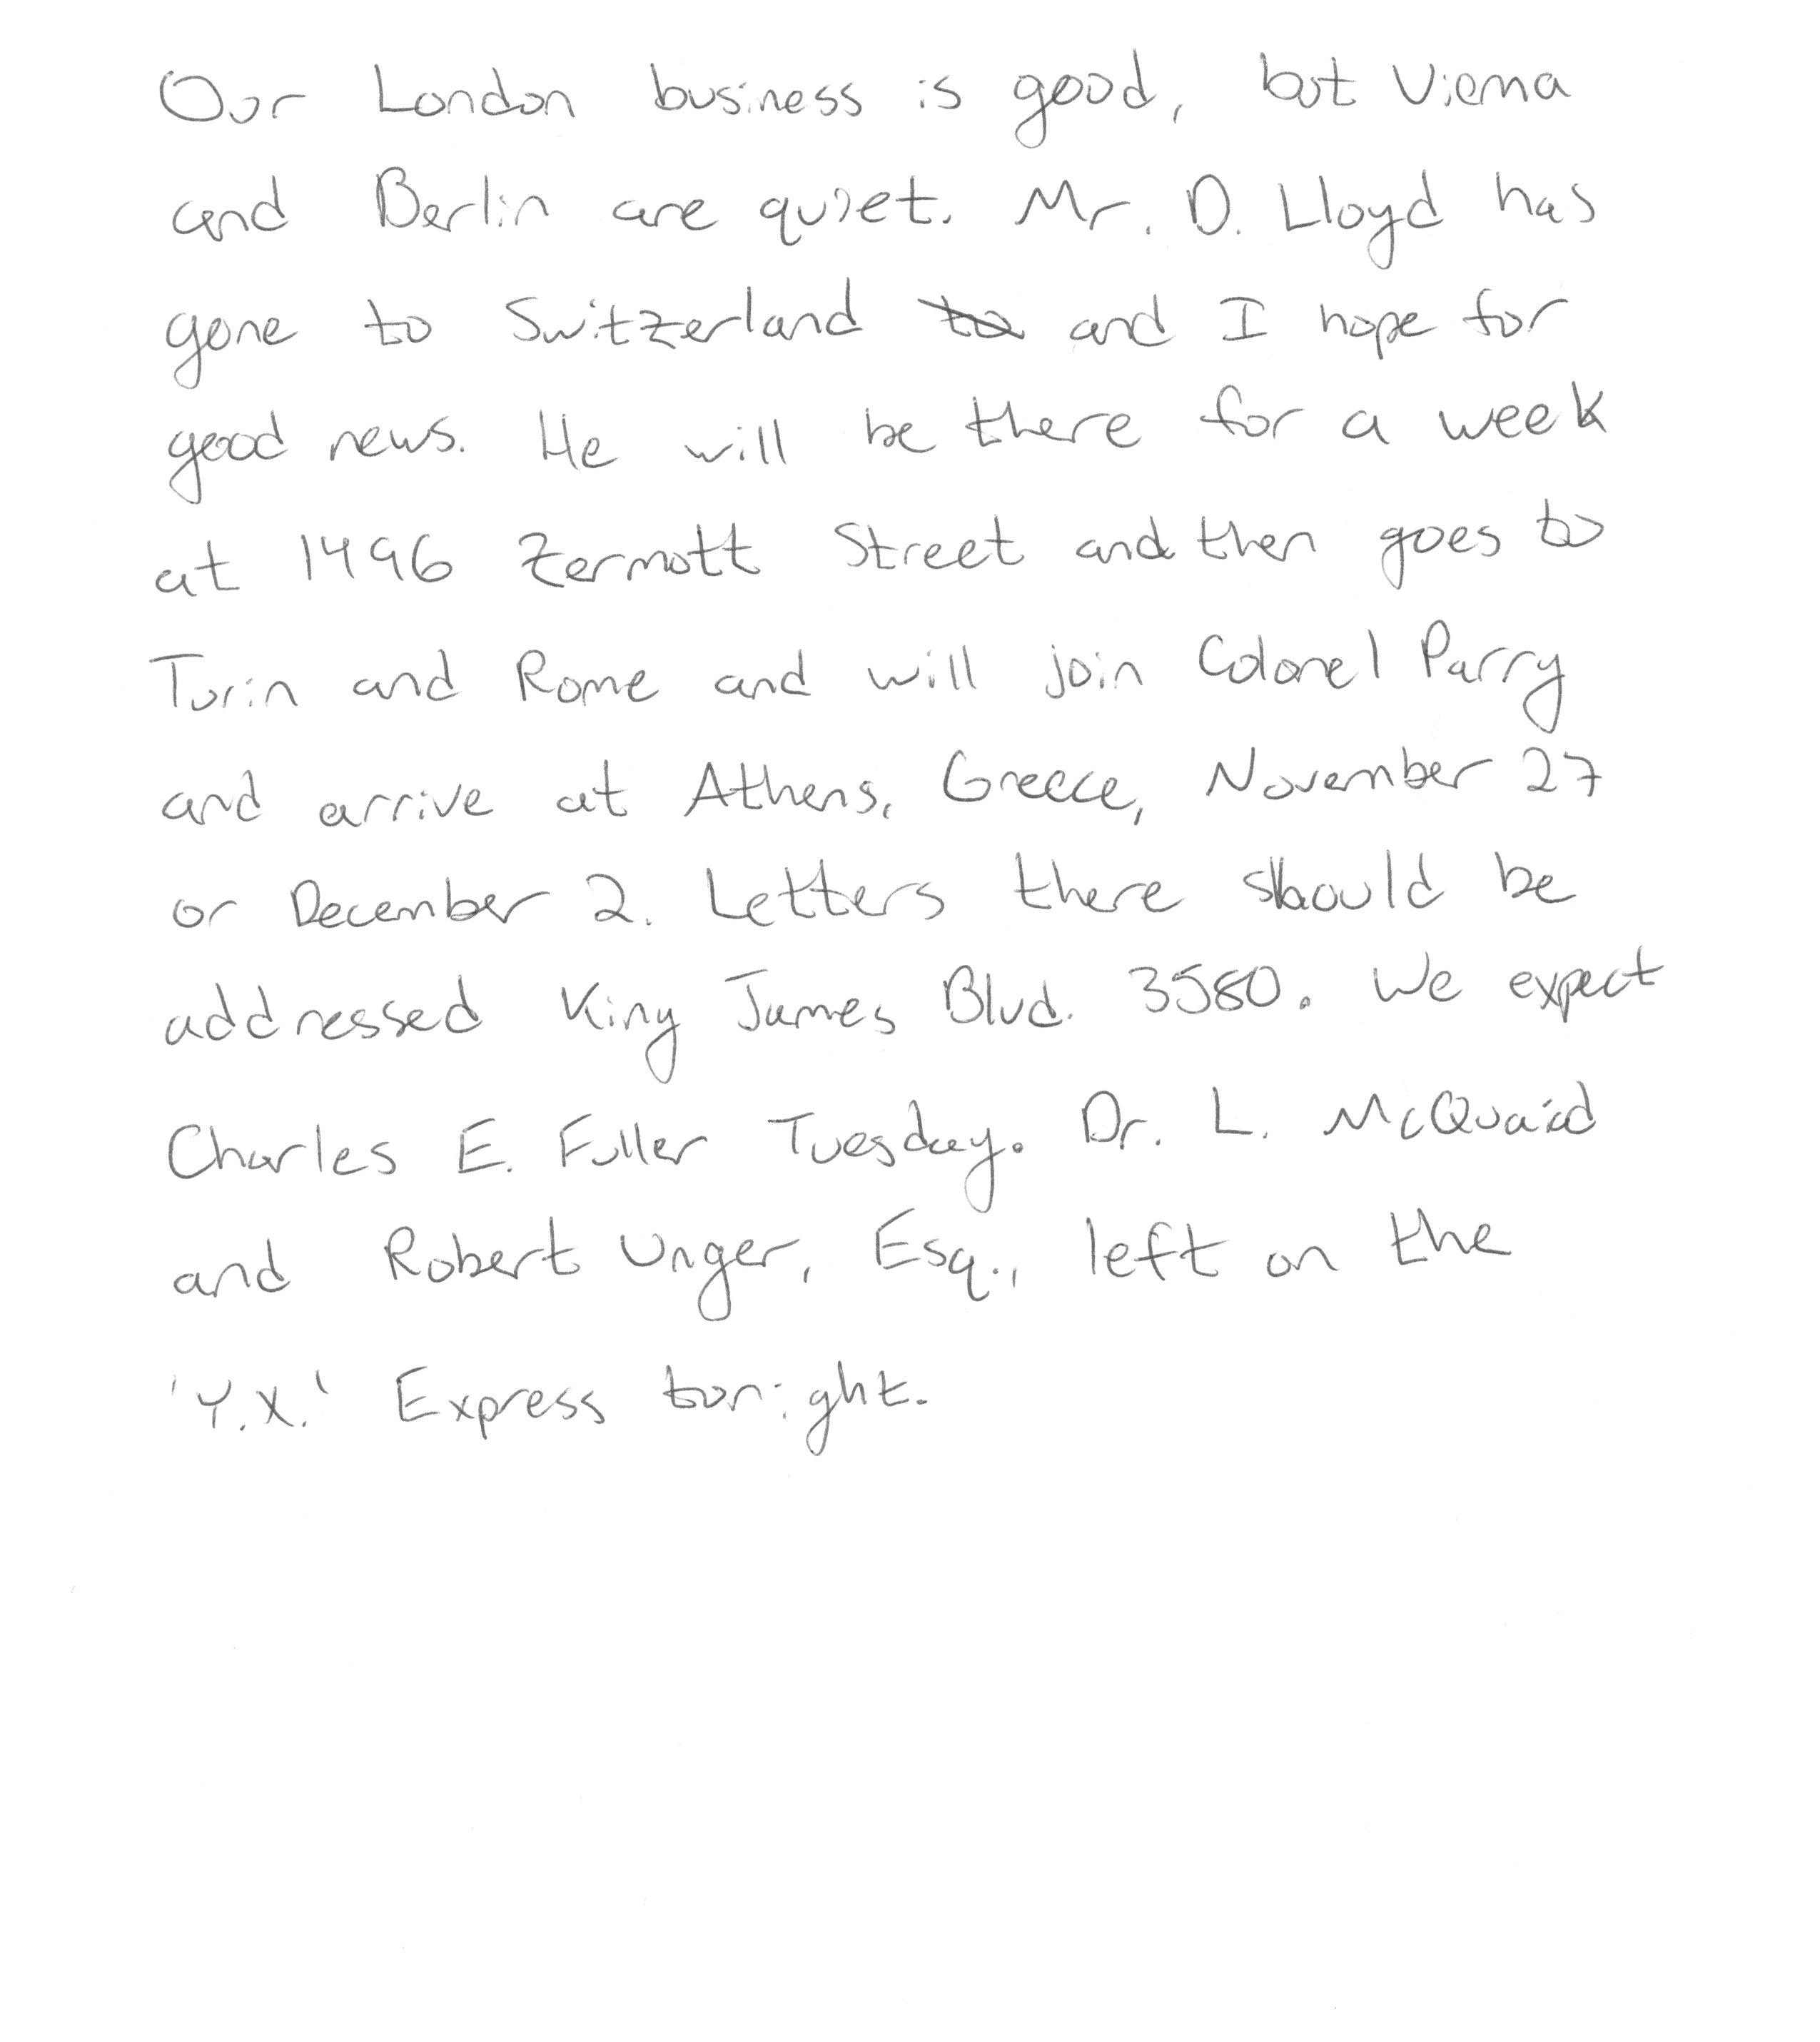 Our London business is good, but Vienna
and Berlin are quiet. Mr. D. Lloyd has
gone to Switzerland to and I hope for
good news. He will be there for a week
at 1496 Zermott Street and then goes to
Turin and Rome and will join Colonel Parry
and arrive at Athens, Greece, November 27
or December 2. Letters there should be
addressed King James Blvd. 3580. We expect
Charles E. Fuller Tuesday. Dr. L. McQuaid
and Robert Unger, Esq., left on the
'Y.X.' Express tonight.